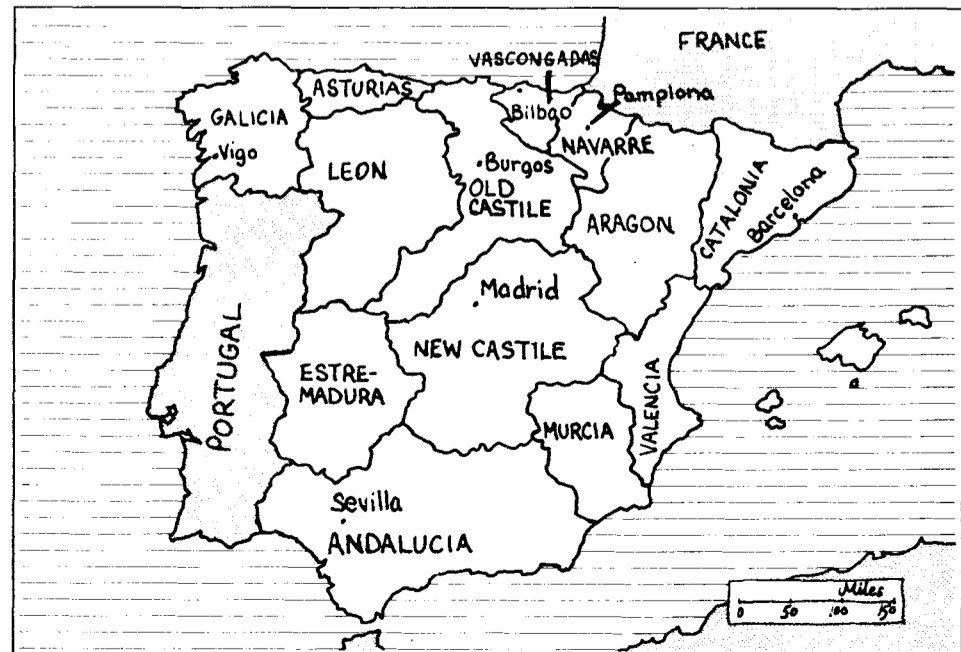 FRANCE
VASCONGADAS
ASTURIAS
Pamplona
Bilbao
GALICIA
NAVARRE
Vigo
LEON
Burgos
OLD
CASTILE
CATALONIA
Barcelona
ARAGON
Madrid
PORTUGAL
NEW CASTILE
ESTRE-
MADURA
VALENCIA
MURCIA
Sevilla
ANDALUCIA
Miles
0 50 100 150